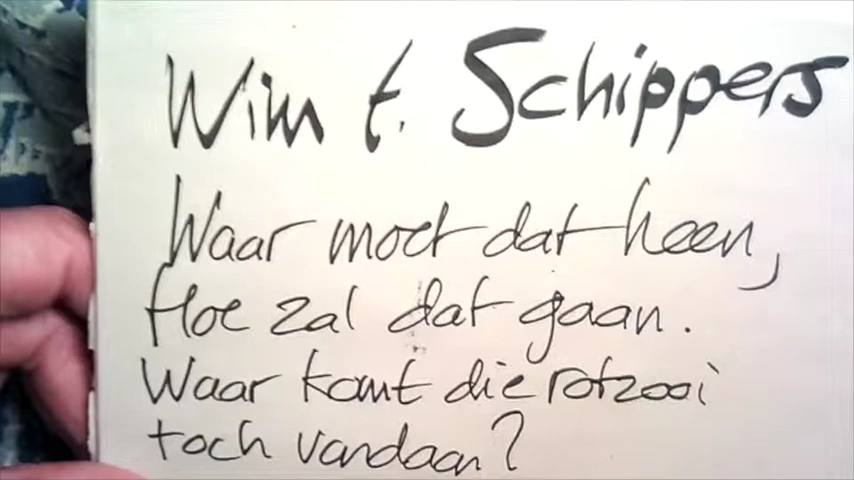 Wim t. Schippers
Waar moet dat heen,
Hoe zal dat gaan.
Waar komt die rotzooi
toch vandaan?